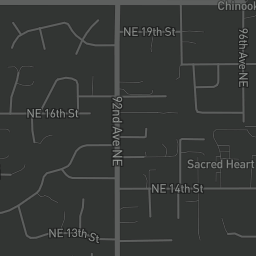 Chinook
NE 19th St
96th Ave NE
NE 16th St
92nd Ave NE
Sacred Heart
NE 14th St
NE 13th St